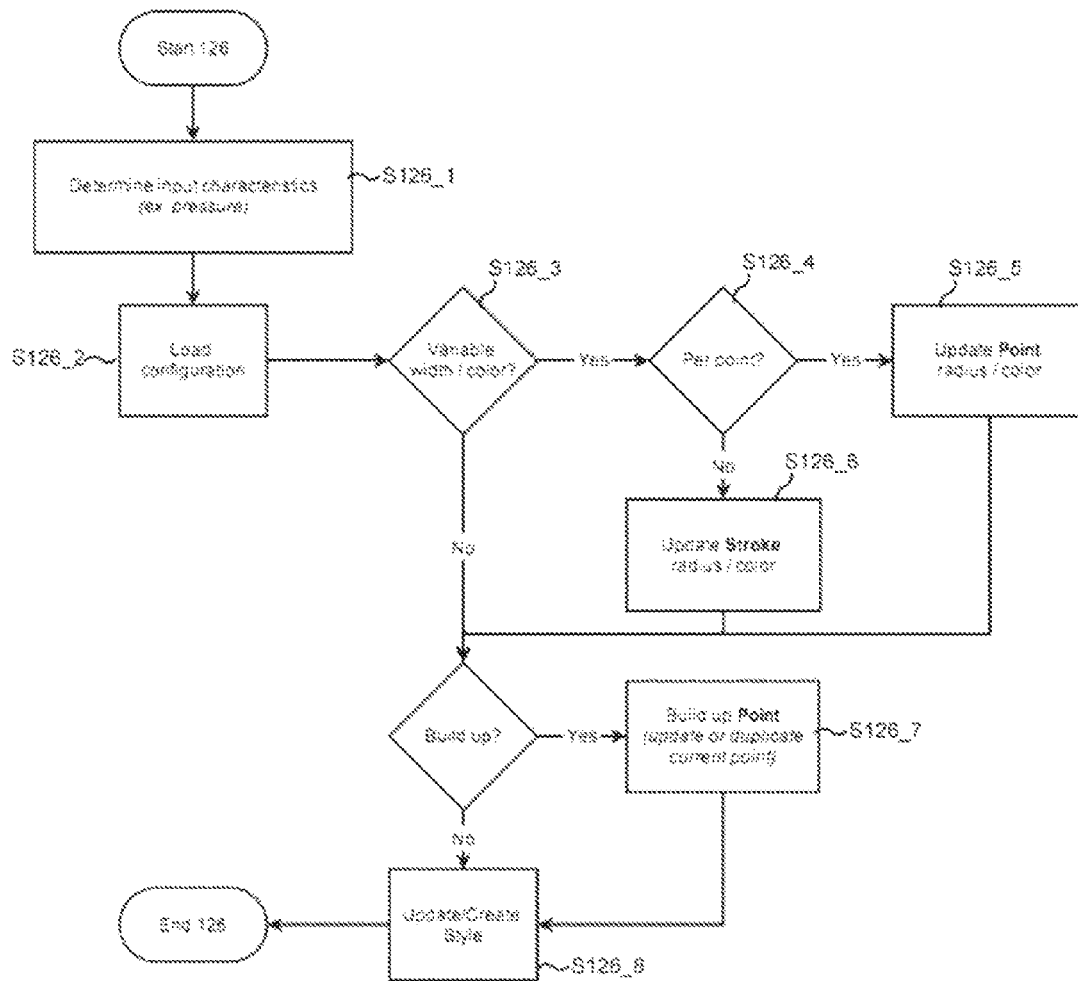 Start 126
Determine input characteristics
(ex. pressure)
S126_1
S126_2
Load
configuration
S126_3
Variable
width / color?
Yes
S126_4
Per point?
Yes
S126_5
Update Point
radius / color
No
No
S126_6
Update Stroke
radius / color
Build up?
Yes
Build up Point
(update or duplicate
current point)
S126_7
No
Update/Create
Style
S126_8
End 126